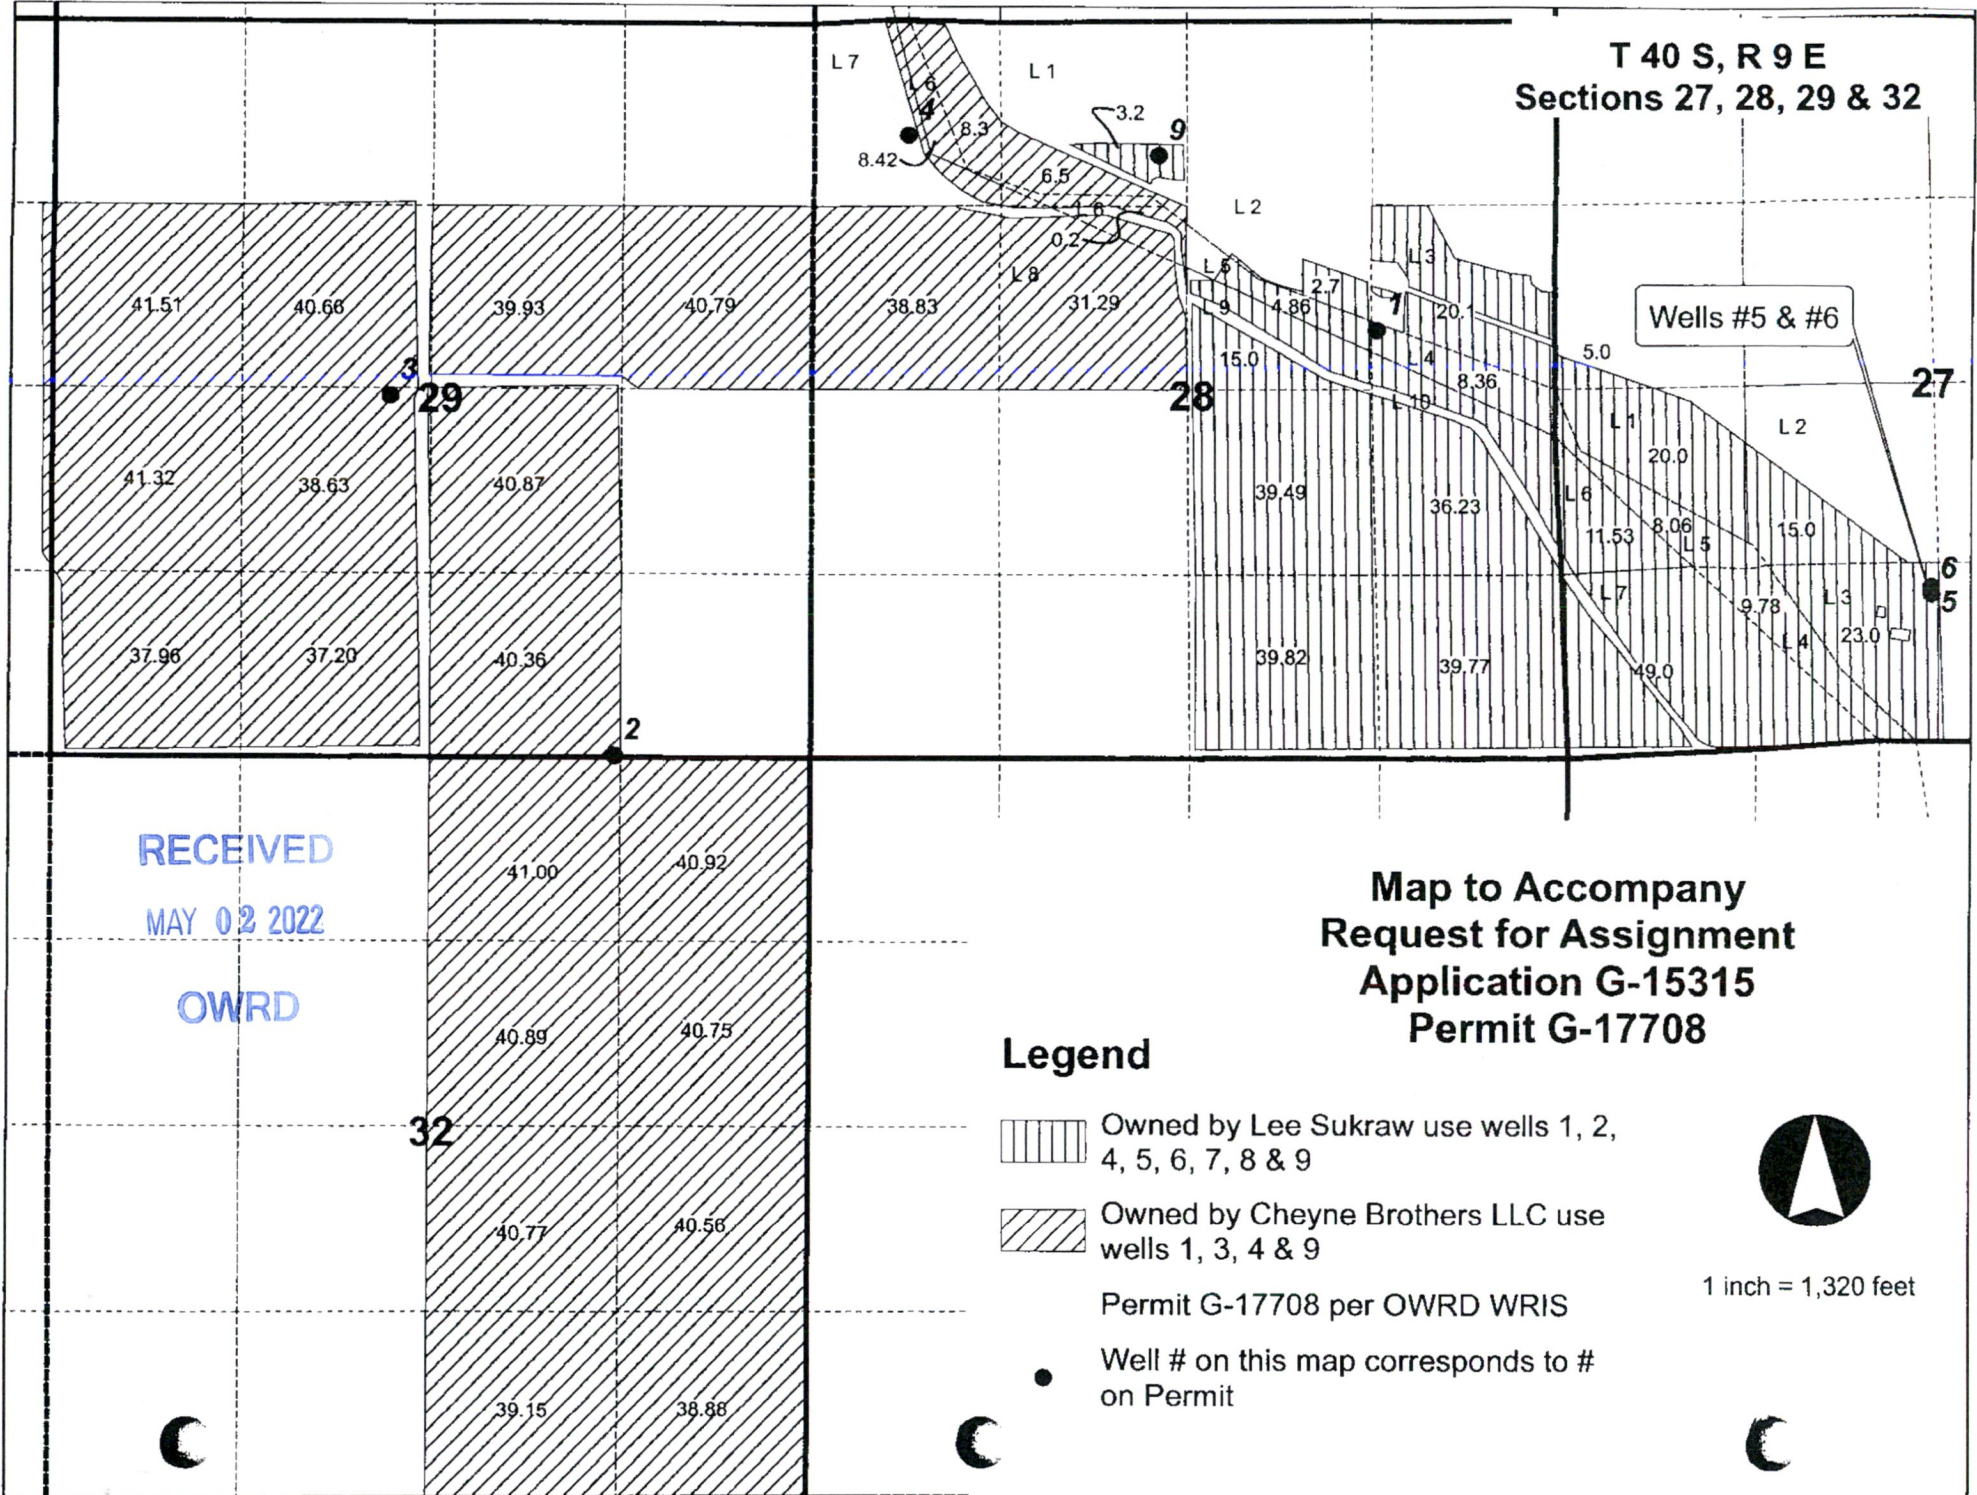 T 40 S, R 9 E
Sections 27, 28, 29 & 32
L 7
L 1
L 6
4
8.3
3.2
9
8.42
6.5
L 6
0.2
L 2
L 8
L 5
L 3
2.7
1
41.51
40.66
39.93
40.79
38.83
31.29
L 9
4.86
20.1
Wells #5 & #6
15.0
L 4
5.0
3
29
28
8.36
27
L 10
L 1
L 2
20.0
41.32
38.63
40.87
39.49
36.23
L 6
8.06
11.53
L 5
15.0
6
5
L 7
9.78
L 3
23.0
L 4
37.96
37.20
40.36
39.82
39.77
49.0
2
RECEIVED
MAY 02 2022
OWRD
41.00
40.92
40.89
40.75
32
40.77
40.56
39.15
38.88
Map to Accompany
Request for Assignment
Application G-15315
Permit G-17708
Legend
Owned by Lee Sukraw use wells 1, 2,
4, 5, 6, 7, 8 & 9
Owned by Cheyne Brothers LLC use
wells 1, 3, 4 & 9
Permit G-17708 per OWRD WRIS
Well # on this map corresponds to #
on Permit
1 inch = 1,320 feet